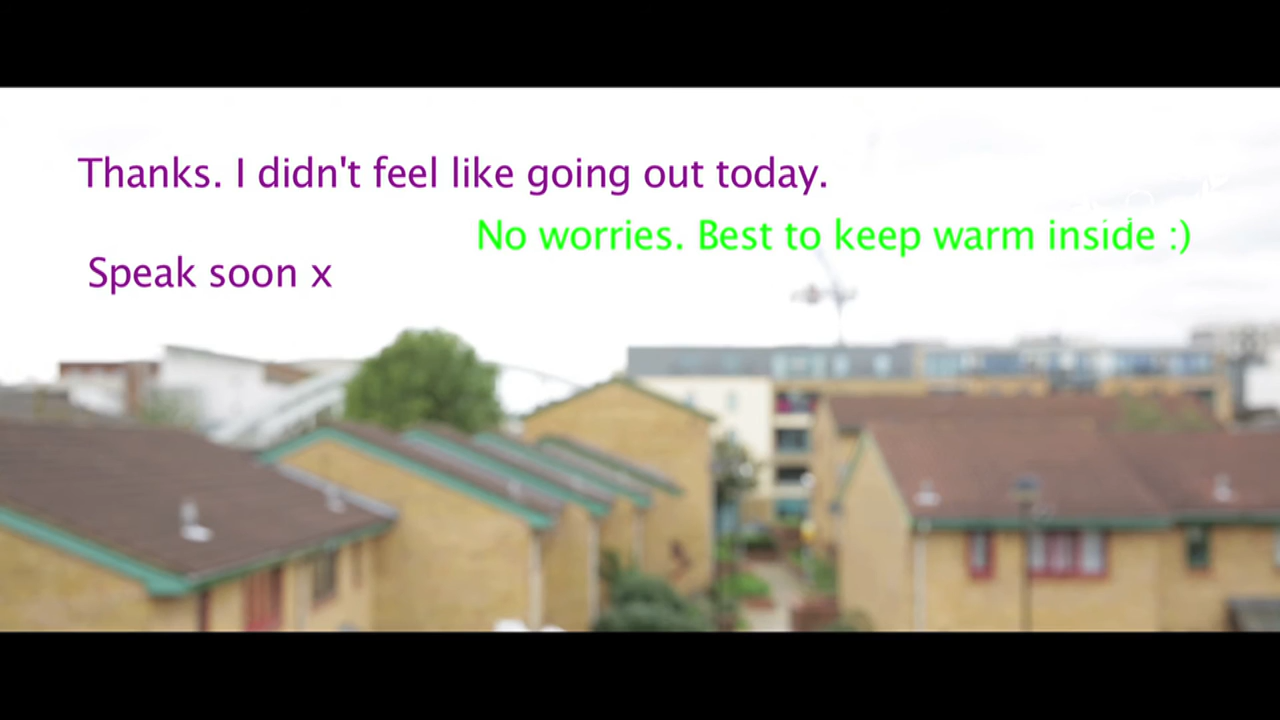 Thanks. I didn't feel like going out today.
No worries. Best to keep warm inside :)
Speak soon x